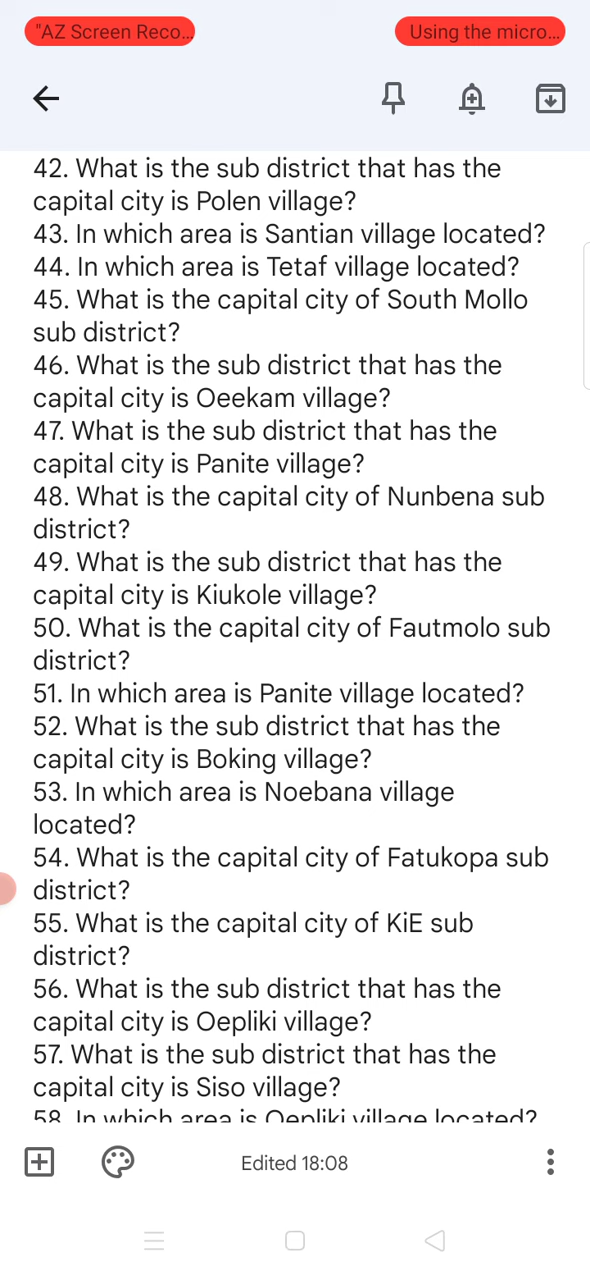 "AZ Screen Reco...
Using the micro...
42. What is the sub district that has the
capital city is Polen village?
43. In which area is Santian village located?
44. In which area is Tetaf village located?
45. What is the capital city of South Mollo
sub district?
46. What is the sub district that has the
capital city is Oeekam village?
47. What is the sub district that has the
capital city is Panite village?
48. What is the capital city of Nunbena sub
district?
49. What is the sub district that has the
capital city is Kiukole village?
50. What is the capital city of Fautmolo sub
district?
51. In which area is Panite village located?
52. What is the sub district that has the
capital city is Boking village?
53. In which area is Noebana village
located?
54. What is the capital city of Fatukopa sub
district?
55. What is the capital city of KiE sub
district?
56. What is the sub district that has the
capital city is Oepliki village?
57. What is the sub district that has the
capital city is Siso village?
58. In which area is Oepliki village located?
Edited 18:08